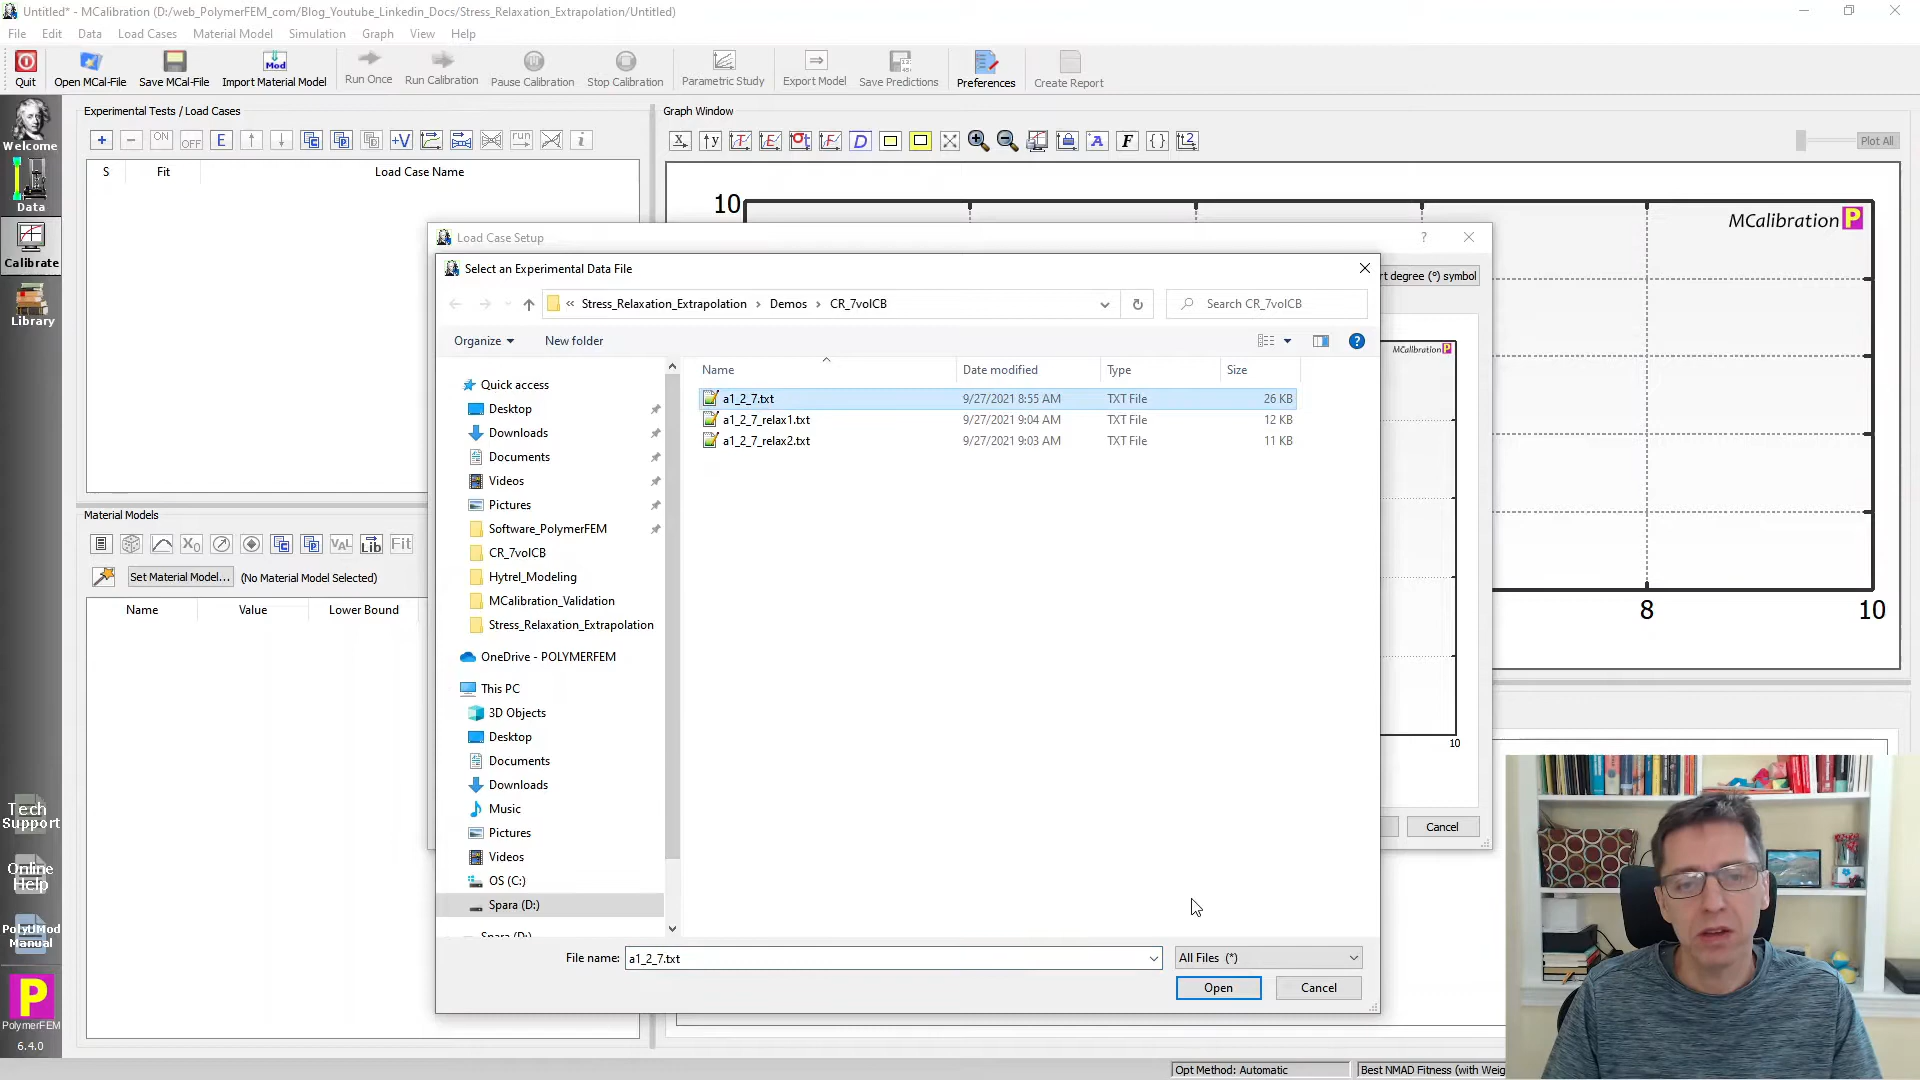 Untitled* - MCalibration (D:/web_PolymerFEM_com/Blog_Youtube_Linkedin_Docs/Stress_Relaxation_Extrapolation/Untitled)
File Edit Data Load Cases Material Model Simulation Graph View Help
Quit Open MCal-File Save MCal-File Import Material Model Run Once Run Calibration Pause Calibration Stop Calibration Parametric Study Export Model Save Predictions Preferences Create Report
Mod
Experimental Tests / Load Cases
Graph Window
ON OFF E +V run i
D A F { }
Plot All
Welcome
Data
Calibrate
Library
Tech Support
Online Help
PolyUMod Manual
PolymerFEM
6.4.0
S Fit Load Case Name
10
MCalibration P
8
10
Load Case Setup
?
rt degree (°) symbol
MCalibration P
10
Cancel
Select an Experimental Data File
« Stress_Relaxation_Extrapolation > Demos > CR_7volCB
Search CR_7volCB
Organize
New folder
Name Date modified Type Size
a1_2_7.txt 9/27/2021 8:55 AM TXT File 26 KB
a1_2_7_relax1.txt 9/27/2021 9:04 AM TXT File 12 KB
a1_2_7_relax2.txt 9/27/2021 9:03 AM TXT File 11 KB
Quick access
Desktop
Downloads
Documents
Videos
Pictures
Software_PolymerFEM
CR_7volCB
Hytrel_Modeling
MCalibration_Validation
Stress_Relaxation_Extrapolation
OneDrive - POLYMERFEM
This PC
3D Objects
Desktop
Documents
Downloads
Music
Pictures
Videos
OS (C:)
Spara (D:)
Spara (D:)
File name: a1_2_7.txt
All Files (*)
Open
Cancel
Material Models
X₀ VAL Lib Fit
Set Material Model... (No Material Model Selected)
Name Value Lower Bound
Opt Method: Automatic
Best NMAD Fitness (with Weig